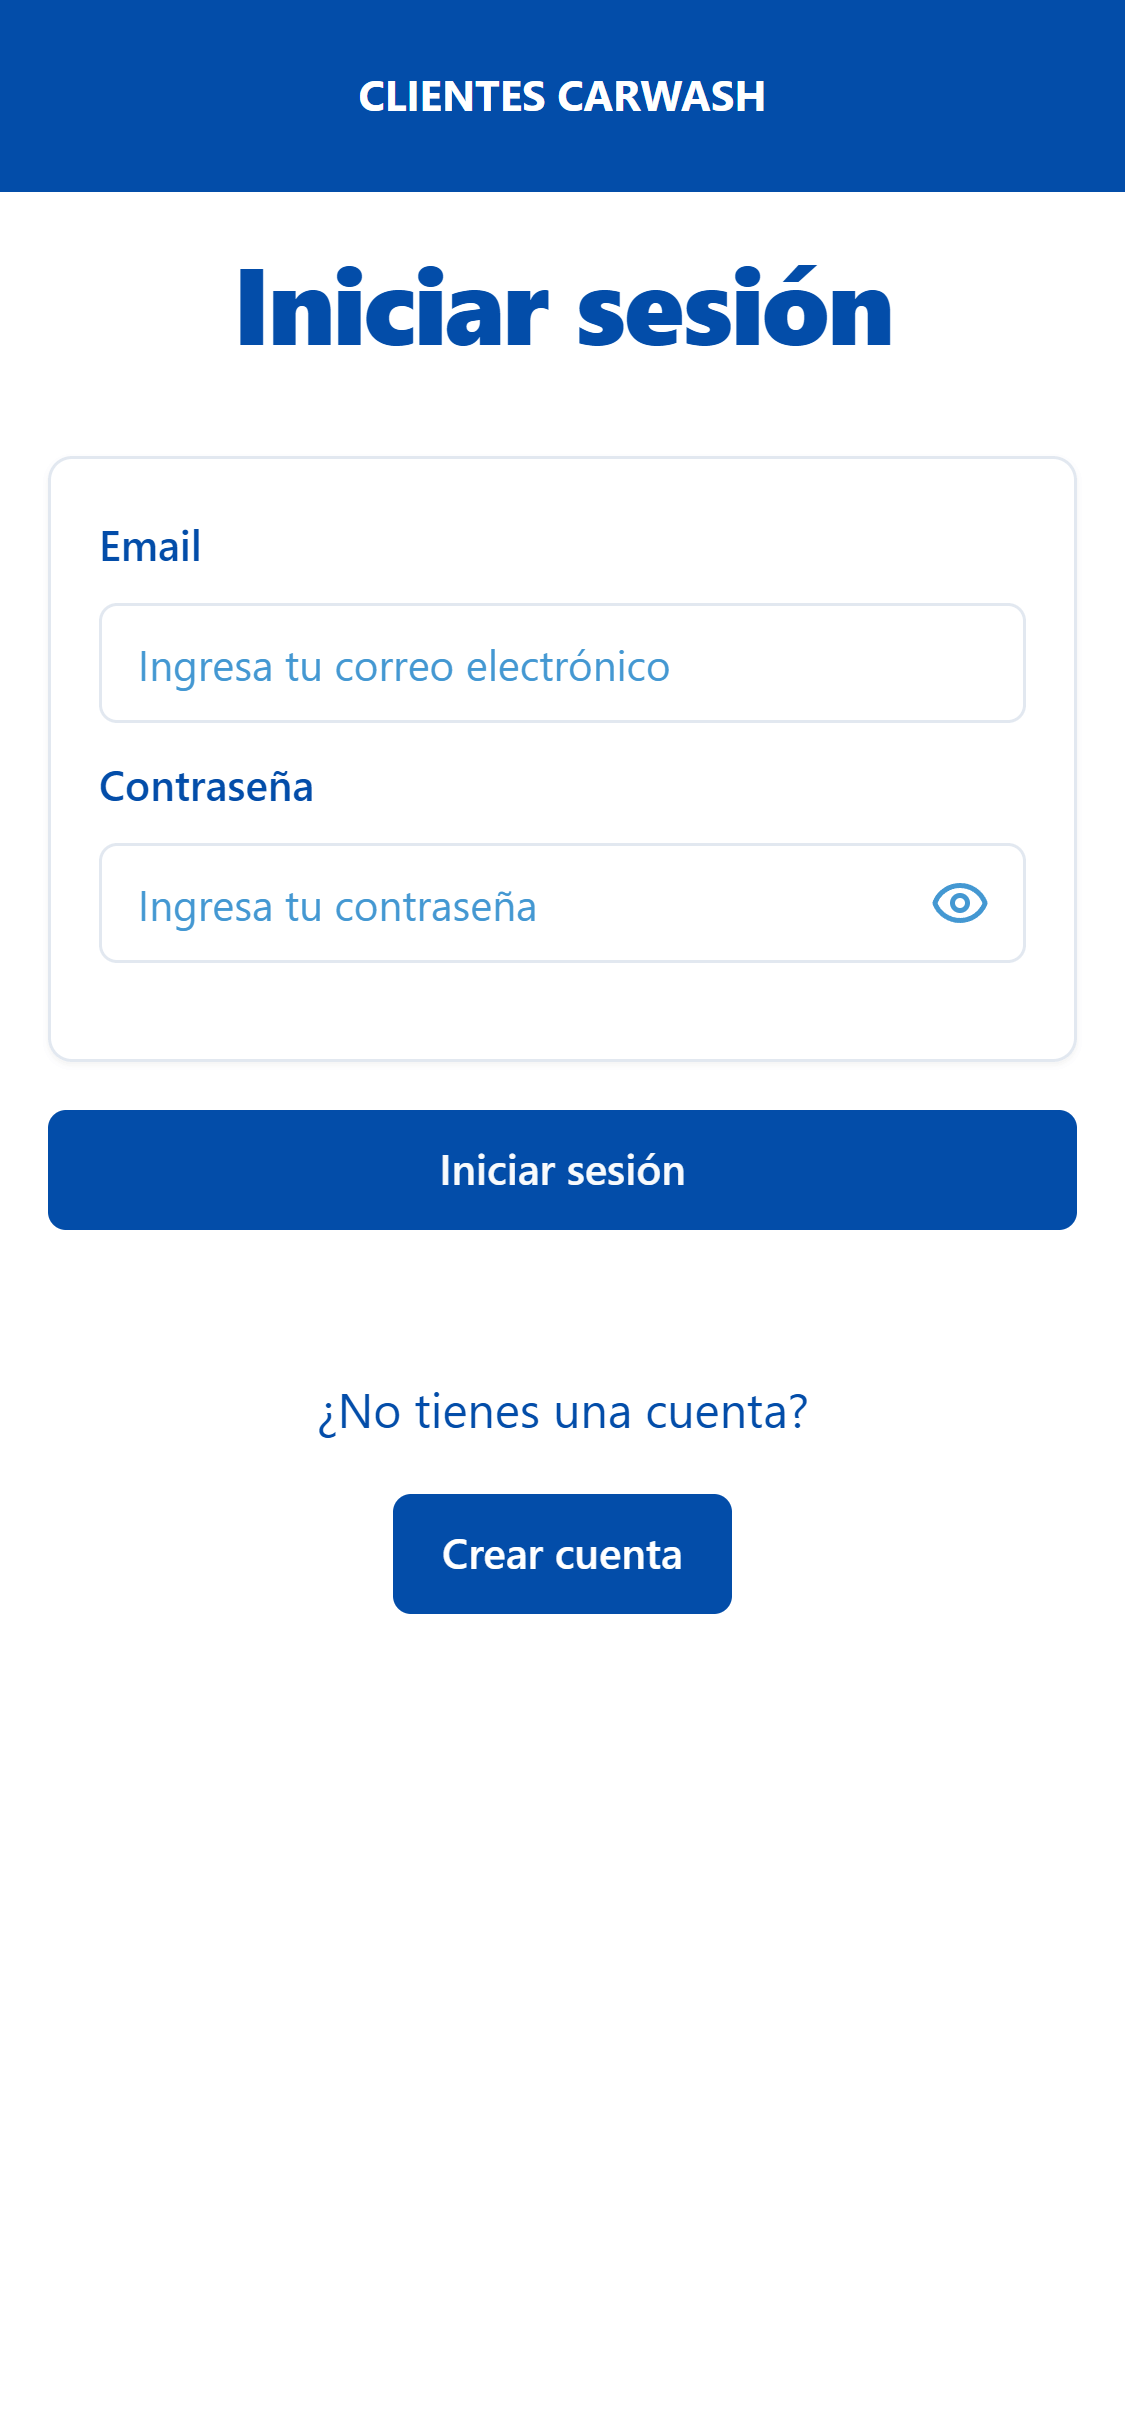 CLIENTES CARWASH
Iniciar sesión
Email
Ingresa tu correo electrónico
Contraseña
Ingresa tu contraseña
Iniciar sesión
¿No tienes una cuenta?
Crear cuenta